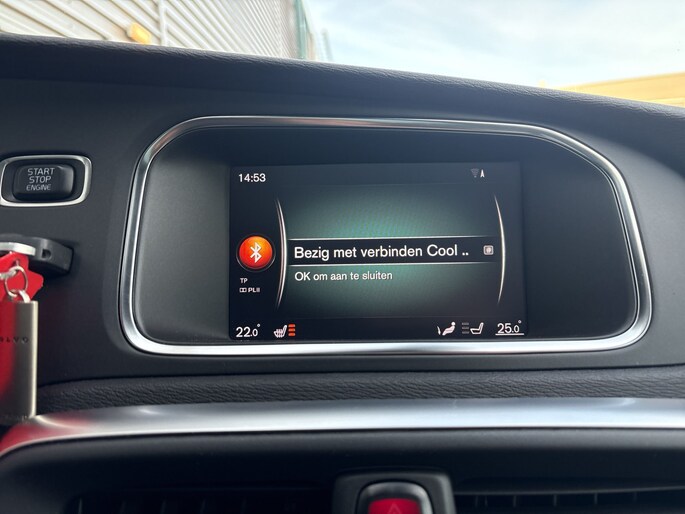 START
STOP
ENGINE
14:53
Bezig met verbinden Cool ..
OK om aan te sluiten
TP
PLII
22.0°
25.0°